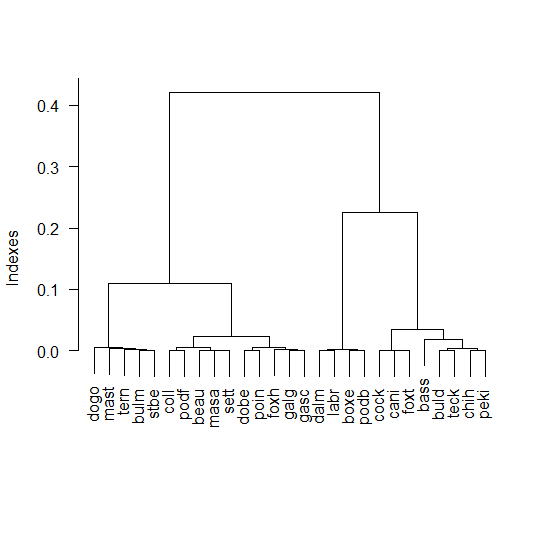 0.4
0.3
0.2
0.1
0.0
Indexes
dogo
mast
tern
bulm
stbe
coll
podf
beau
masa
sett
dobe
poin
foxh
galg
gasc
dalm
labr
boxe
podb
cock
cani
foxt
bass
buld
teck
chih
peki